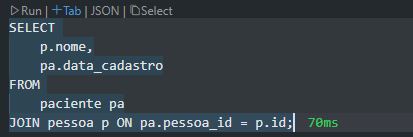 Run | +Tab | JSON | Select
SELECT
p.nome,
pa.data_cadastro
FROM
paciente pa
JOIN pessoa p ON pa.pessoa_id = p.id; 70ms